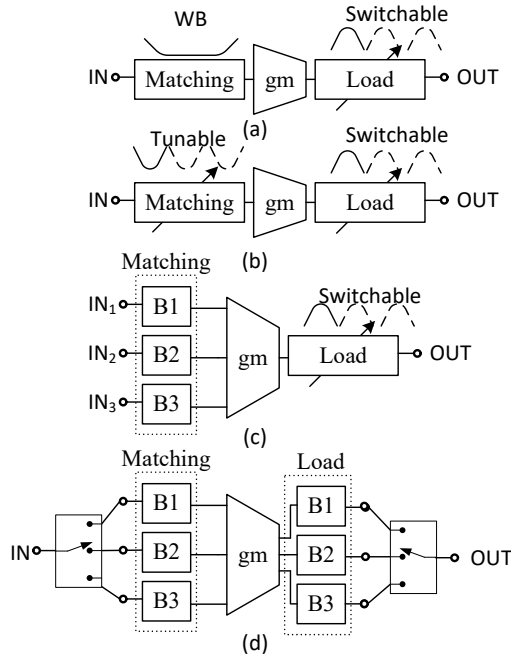 WB
Switchable
IN
Matching
gm
Load
OUT
(a)
Tunable
Switchable
IN
Matching
gm
Load
OUT
(b)
Matching
IN₁
B1
Switchable
IN₂
B2
gm
Load
OUT
IN₃
B3
(c)
Matching
Load
B1
B1
IN
B2
gm
B2
OUT
B3
B3
(d)